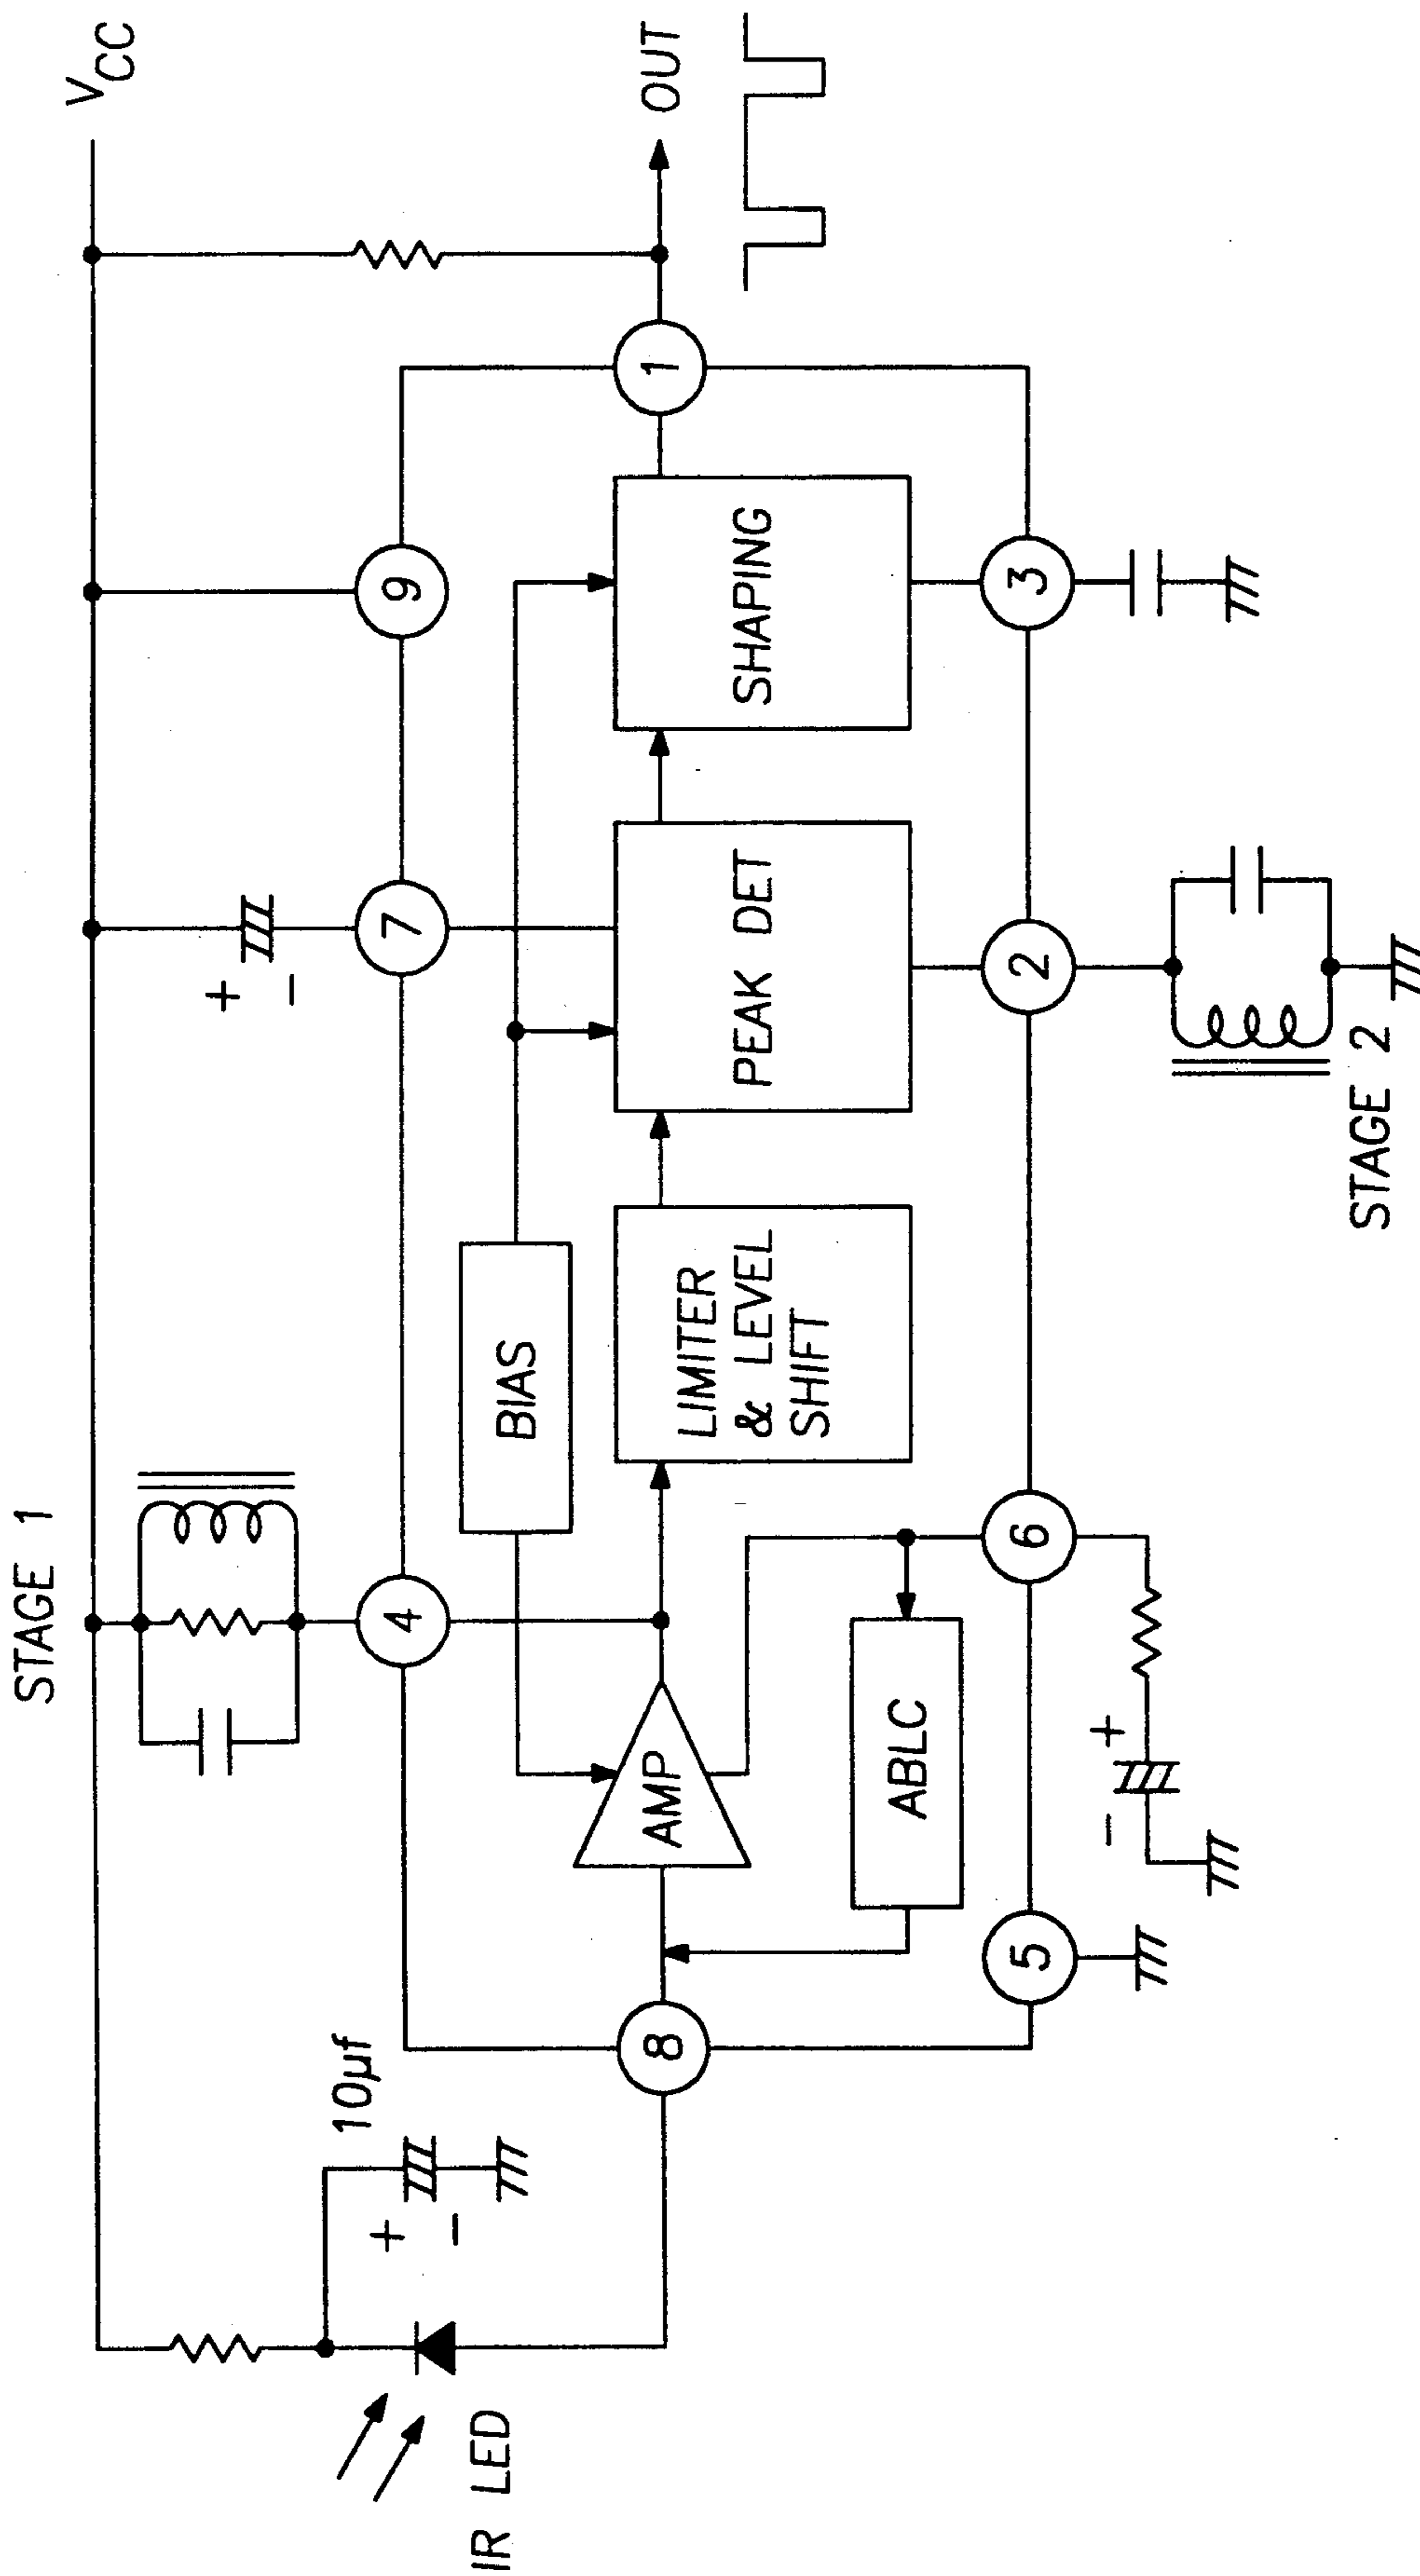 STAGE 1
V CC
+
−
10μf
+
−
IR LED
4
7
9
BIAS
8
AMP
LIMITER
& LEVEL
SHIFT
PEAK DET
SHAPING
1
OUT
ABLC
5
6
2
3
−
+
STAGE 2